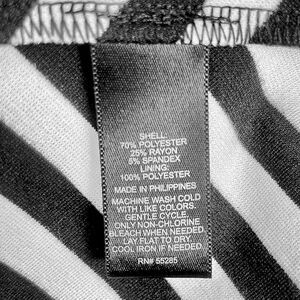 SHELL:
70% POLYESTER
25% RAYON
5% SPANDEX
LINING:
100% POLYESTER
MADE IN PHILIPPINES
MACHINE WASH COLD
WITH LIKE COLORS.
GENTLE CYCLE.
ONLY NON-CHLORINE
BLEACH WHEN NEEDED.
LAY FLAT TO DRY.
COOL IRON IF NEEDED.
RN# 55285